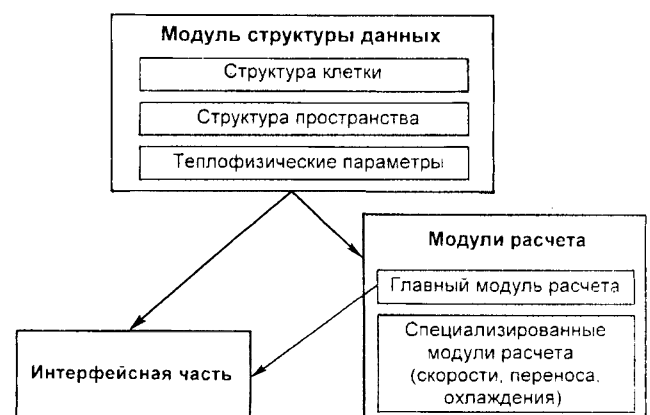 Модуль структуры данных
Структура клетки
Структура пространства
Теплофизические параметры
Модули расчета
Главный модуль расчета
Специализированные
модули расчета
(скорости, переноса,
охлаждения)
Интерфейсная часть